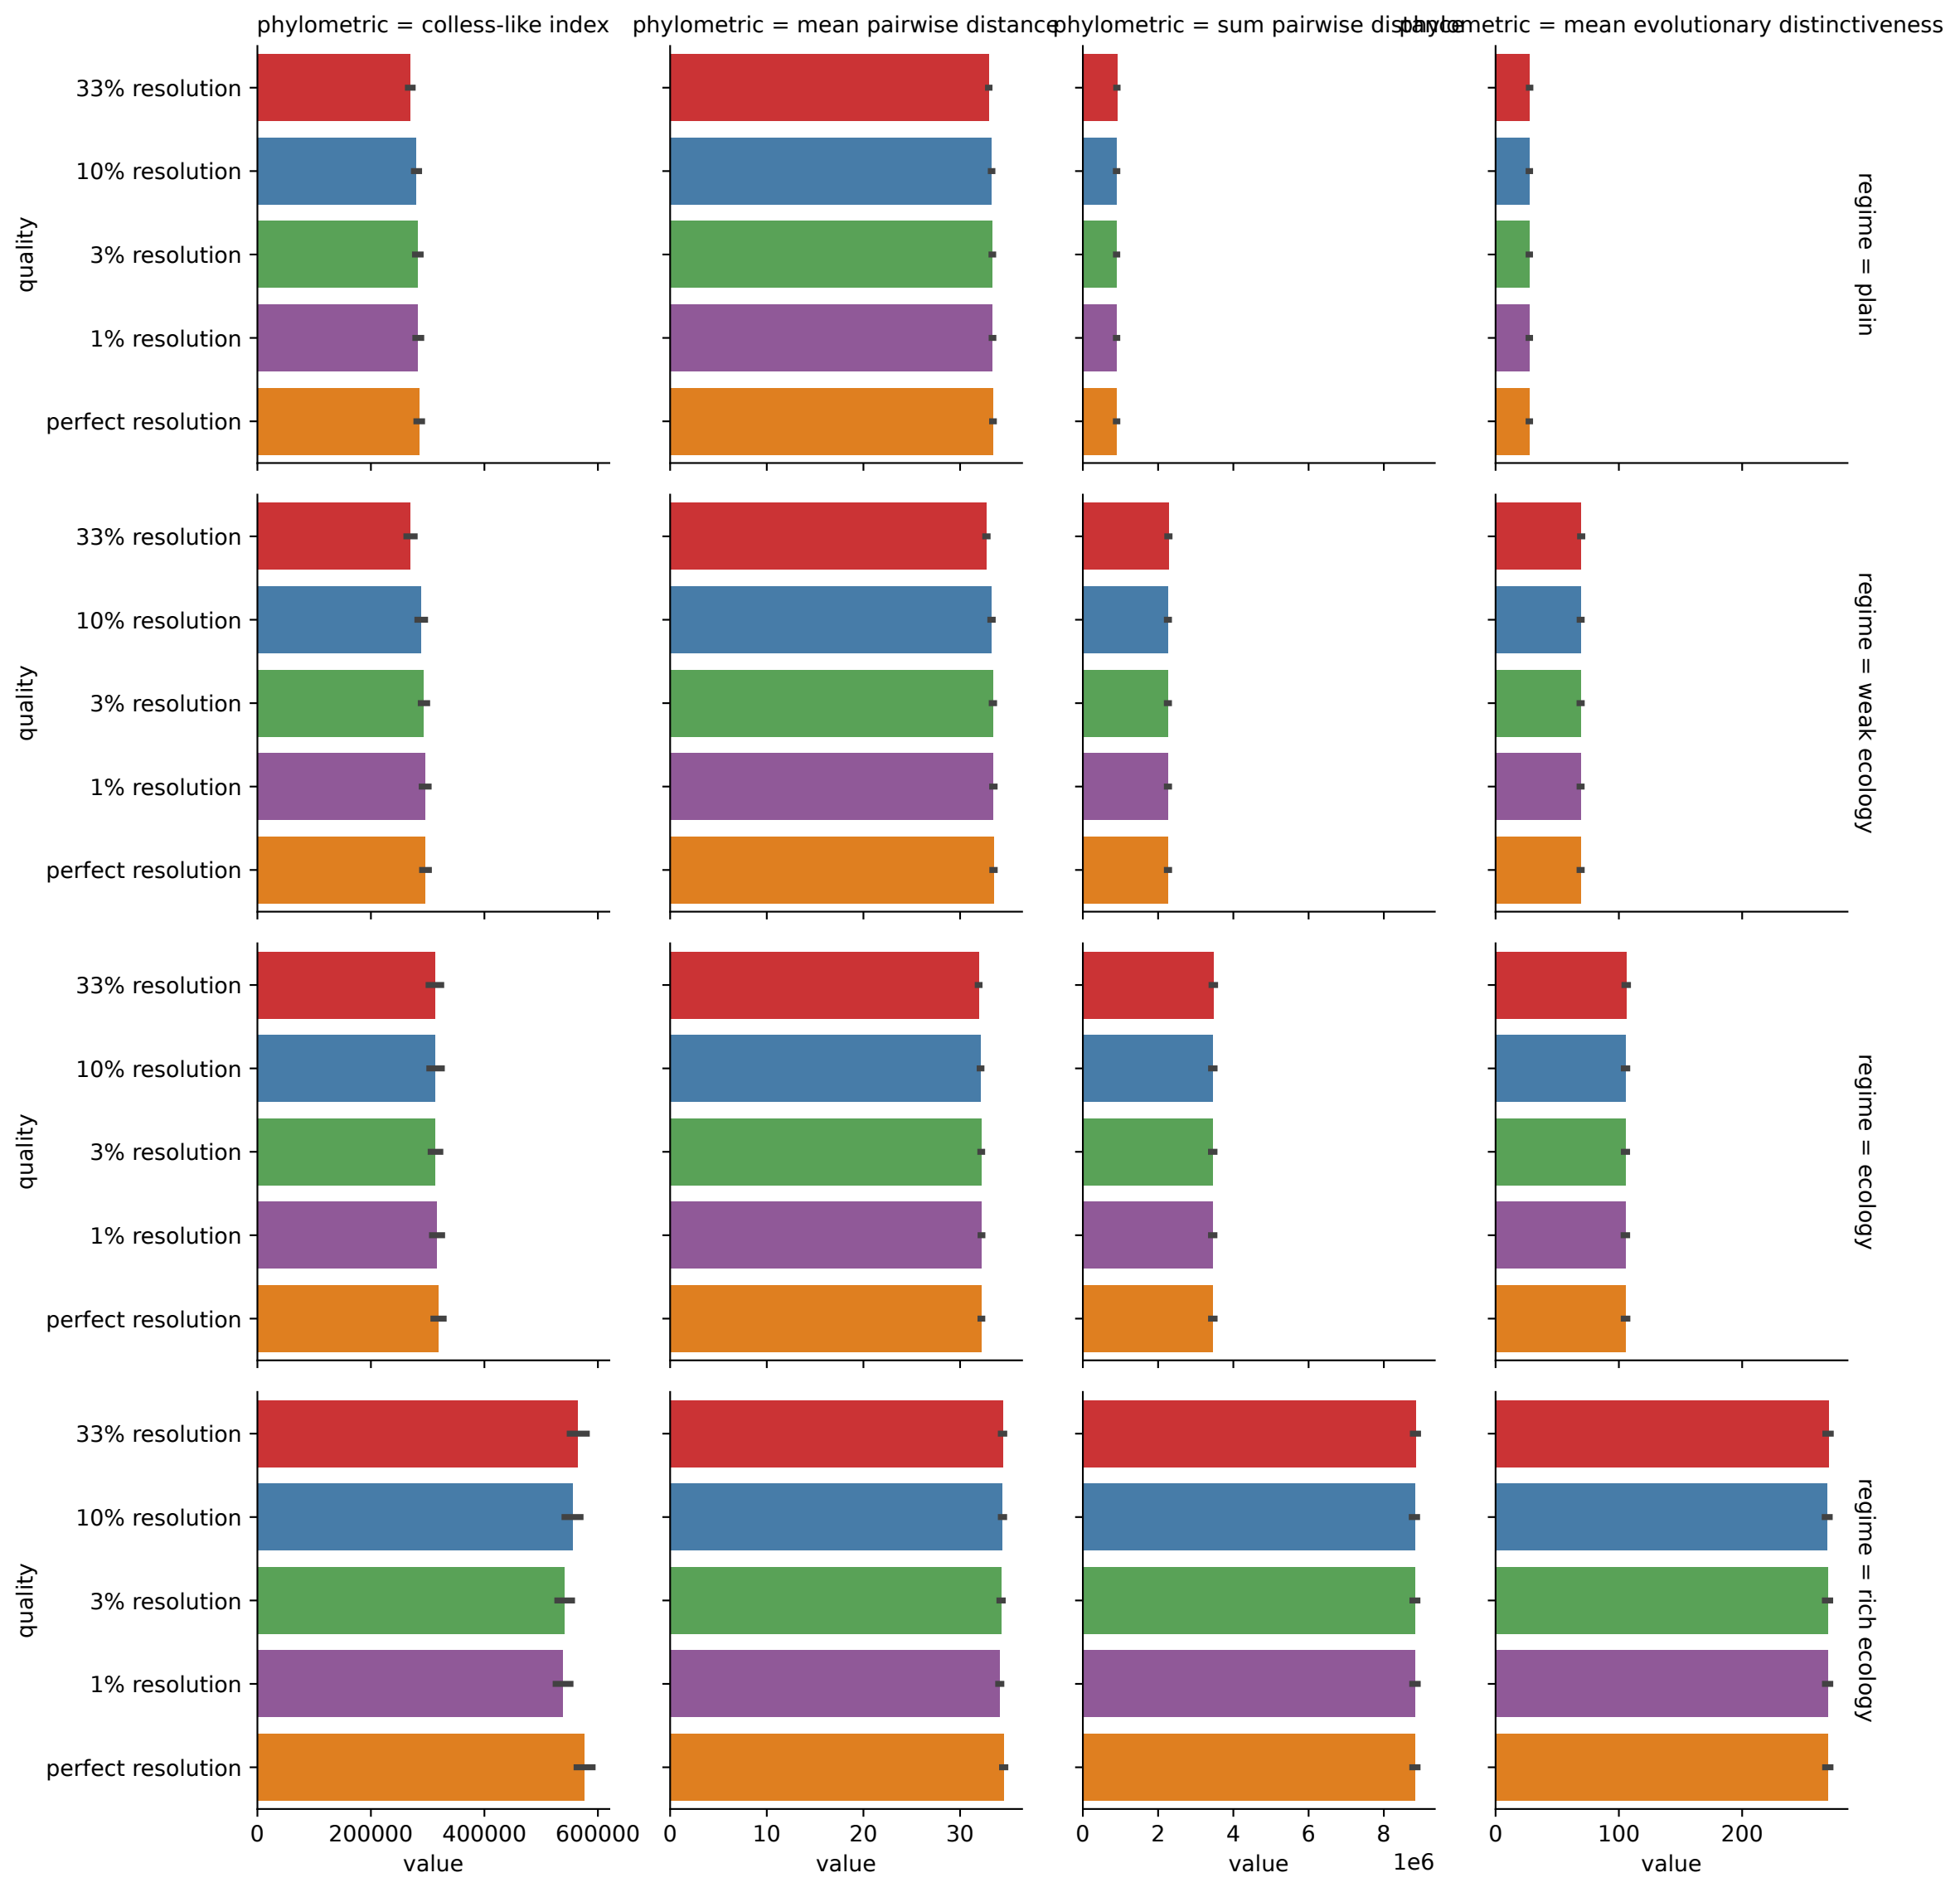 phylometric = colless-like index
phylometric = mean pairwise distance
phylometric = sum pairwise distance
phylometric = mean evolutionary distinctiveness
quality
33% resolution
10% resolution
3% resolution
1% resolution
perfect resolution
regime = plain
quality
33% resolution
10% resolution
3% resolution
1% resolution
perfect resolution
regime = weak ecology
quality
33% resolution
10% resolution
3% resolution
1% resolution
perfect resolution
regime = ecology
quality
33% resolution
10% resolution
3% resolution
1% resolution
perfect resolution
regime = rich ecology
0 200000 400000 600000
value
0 10 20 30
value
0 2 4 6 8
1e6
value
0 100 200
value